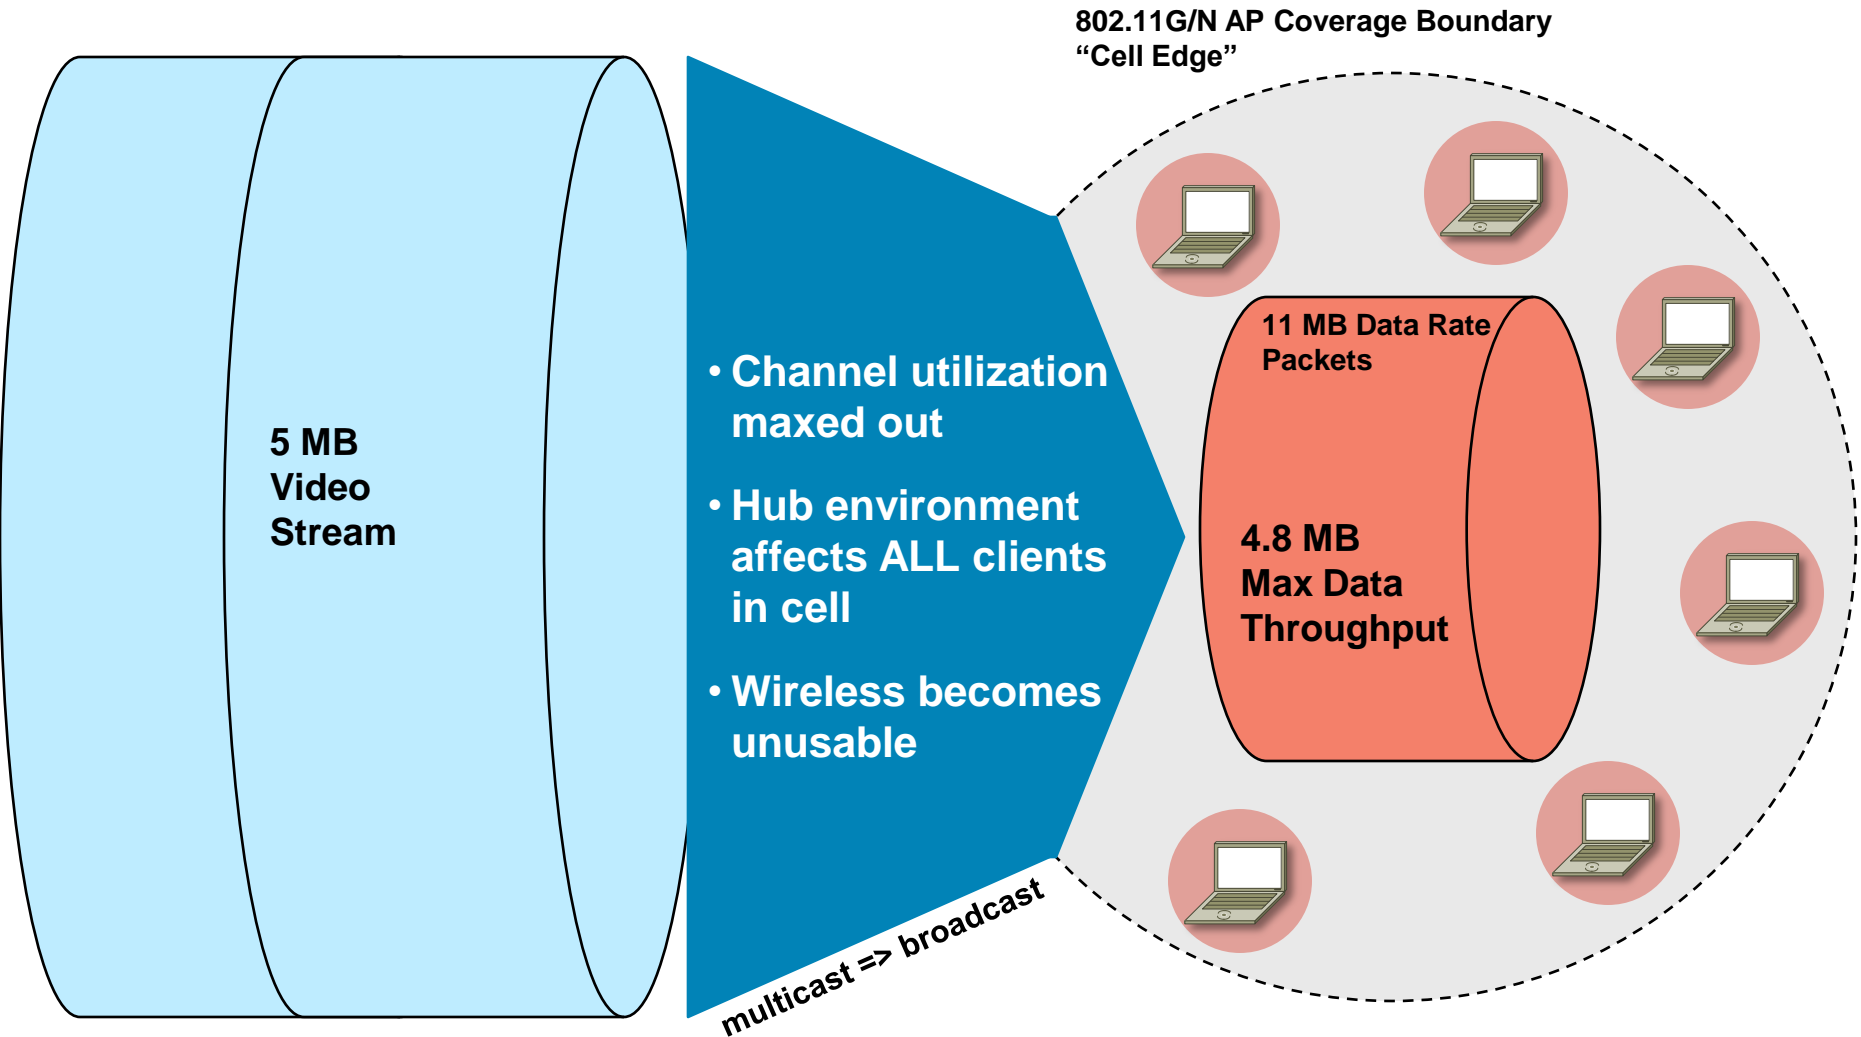 802.11G/N AP Coverage Boundary
“Cell Edge”
5 MB
Video
Stream
• Channel utilization
maxed out
• Hub environment
affects ALL clients
in cell
• Wireless becomes
unusable
11 MB Data Rate
Packets
4.8 MB
Max Data
Throughput
multicast => broadcast